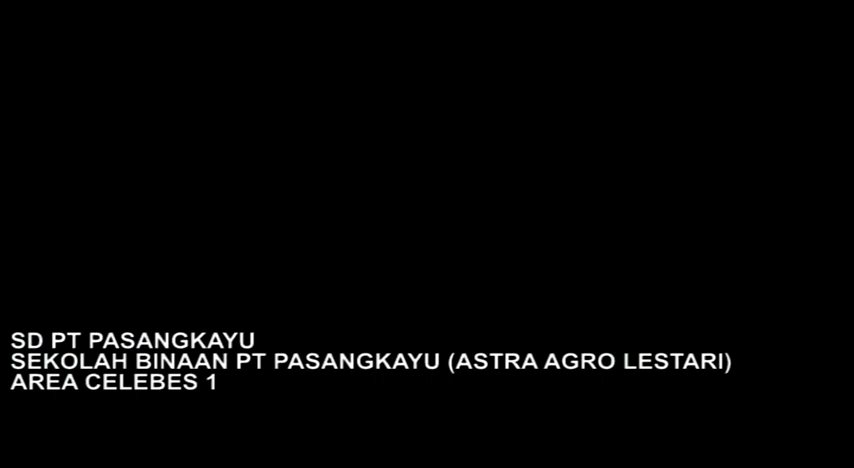 SD PT PASANGKAYU
SEKOLAH BINAAN PT PASANGKAYU (ASTRA AGRO LESTARI)
AREA CELEBES 1